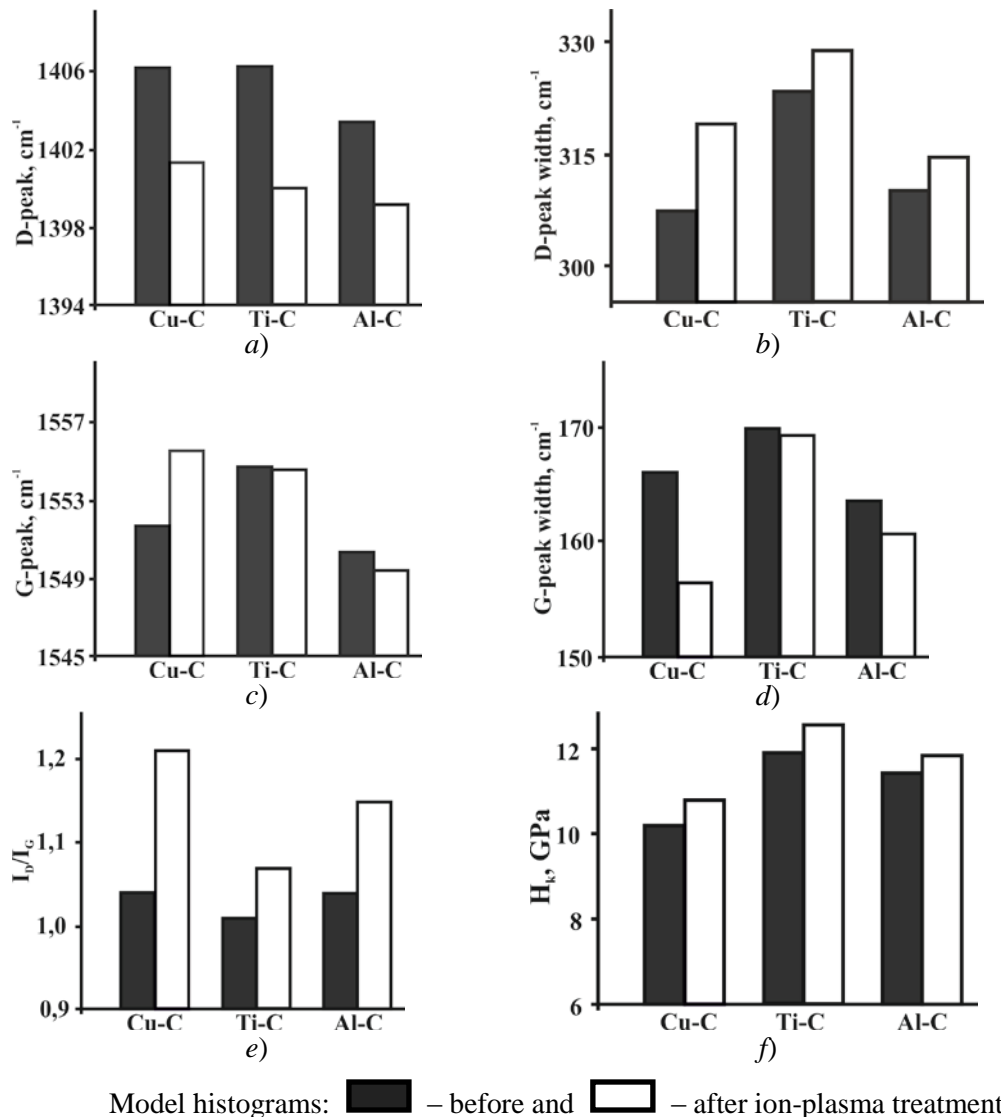 D-peak, cm⁻¹
1406
1402
1398
1394
Cu-C Ti-C Al-C
a)
D-peak width, cm⁻¹
330
315
300
Cu-C Ti-C Al-C
b)
G-peak, cm⁻¹
1557
1553
1549
1545
Cu-C Ti-C Al-C
c)
G-peak width, cm⁻¹
170
160
150
Cu-C Ti-C Al-C
d)
I_D/I_G
1,2
1,1
1,0
0,9
Cu-C Ti-C Al-C
e)
H_k, GPa
12
10
8
6
Cu-C Ti-C Al-C
f)
Model histograms: – before and – after ion-plasma treatment